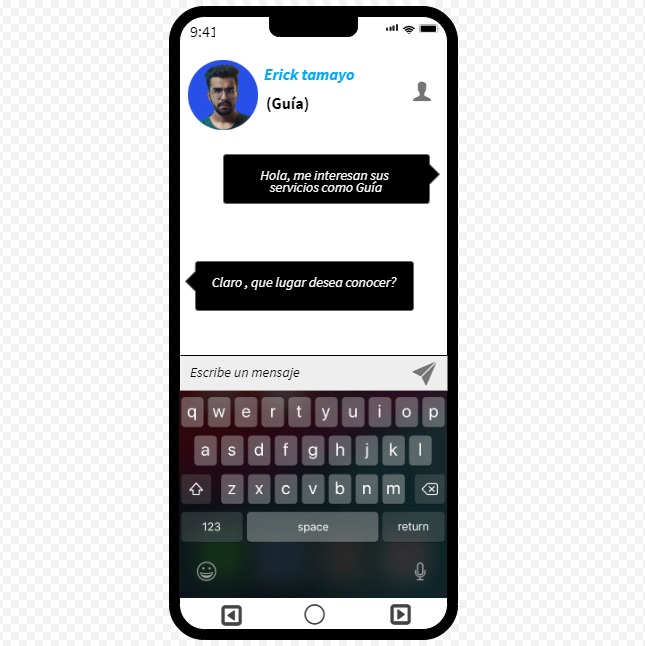 9:41
Erick tamayo
(Guía)
Hola, me interesan sus
servicios como Guía
Claro , que lugar desea conocer?
Escribe un mensaje
q w e r t y u i o p
a s d f g h j k l
z x c v b n m
123 space return